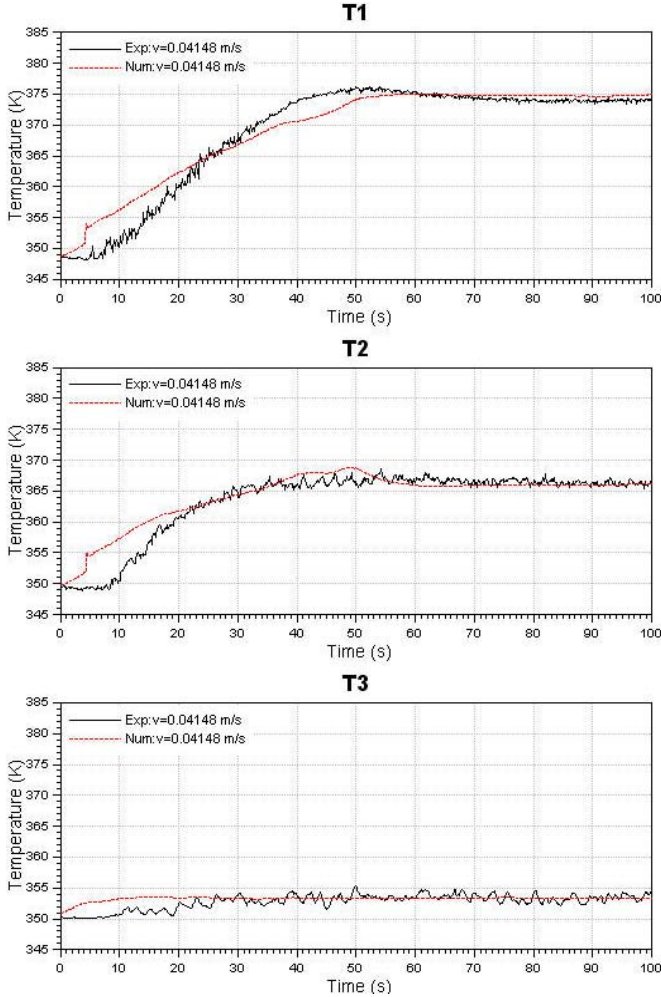 T1
385
Exp:v=0.04148 m/s
380
Num:v=0.04148 m/s
375
370
365
360
355
350
345
Temperature (K)
0 10 20 30 40 50 60 70 80 90 100
Time (s)
T2
385
Exp:v=0.04148 m/s
380
Num:v=0.04148 m/s
375
370
365
360
355
350
345
Temperature (K)
0 10 20 30 40 50 60 70 80 90 100
Time (s)
T3
385
Exp:v=0.04148 m/s
380
Num:v=0.04148 m/s
375
370
365
360
355
350
345
Temperature (K)
0 10 20 30 40 50 60 70 80 90 100
Time (s)